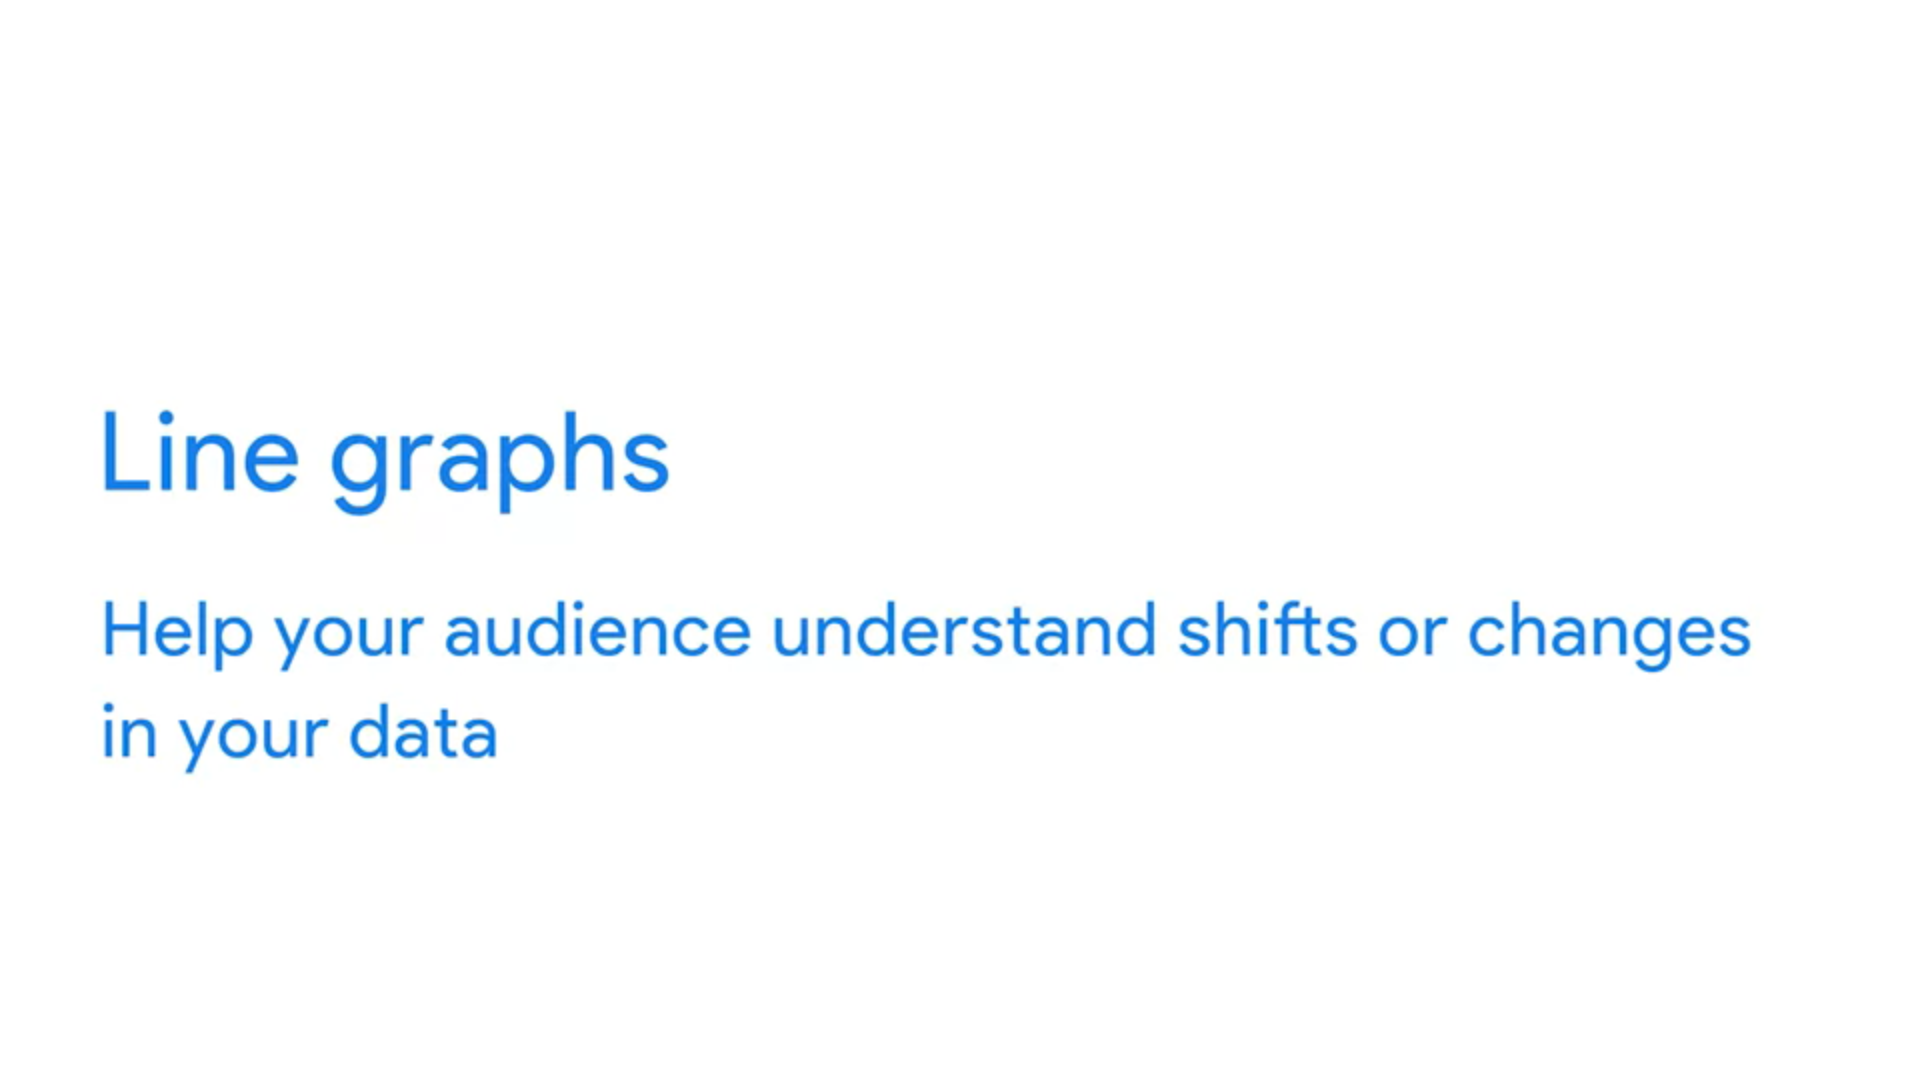 Line graphs
Help your audience understand shifts or changes
in your data